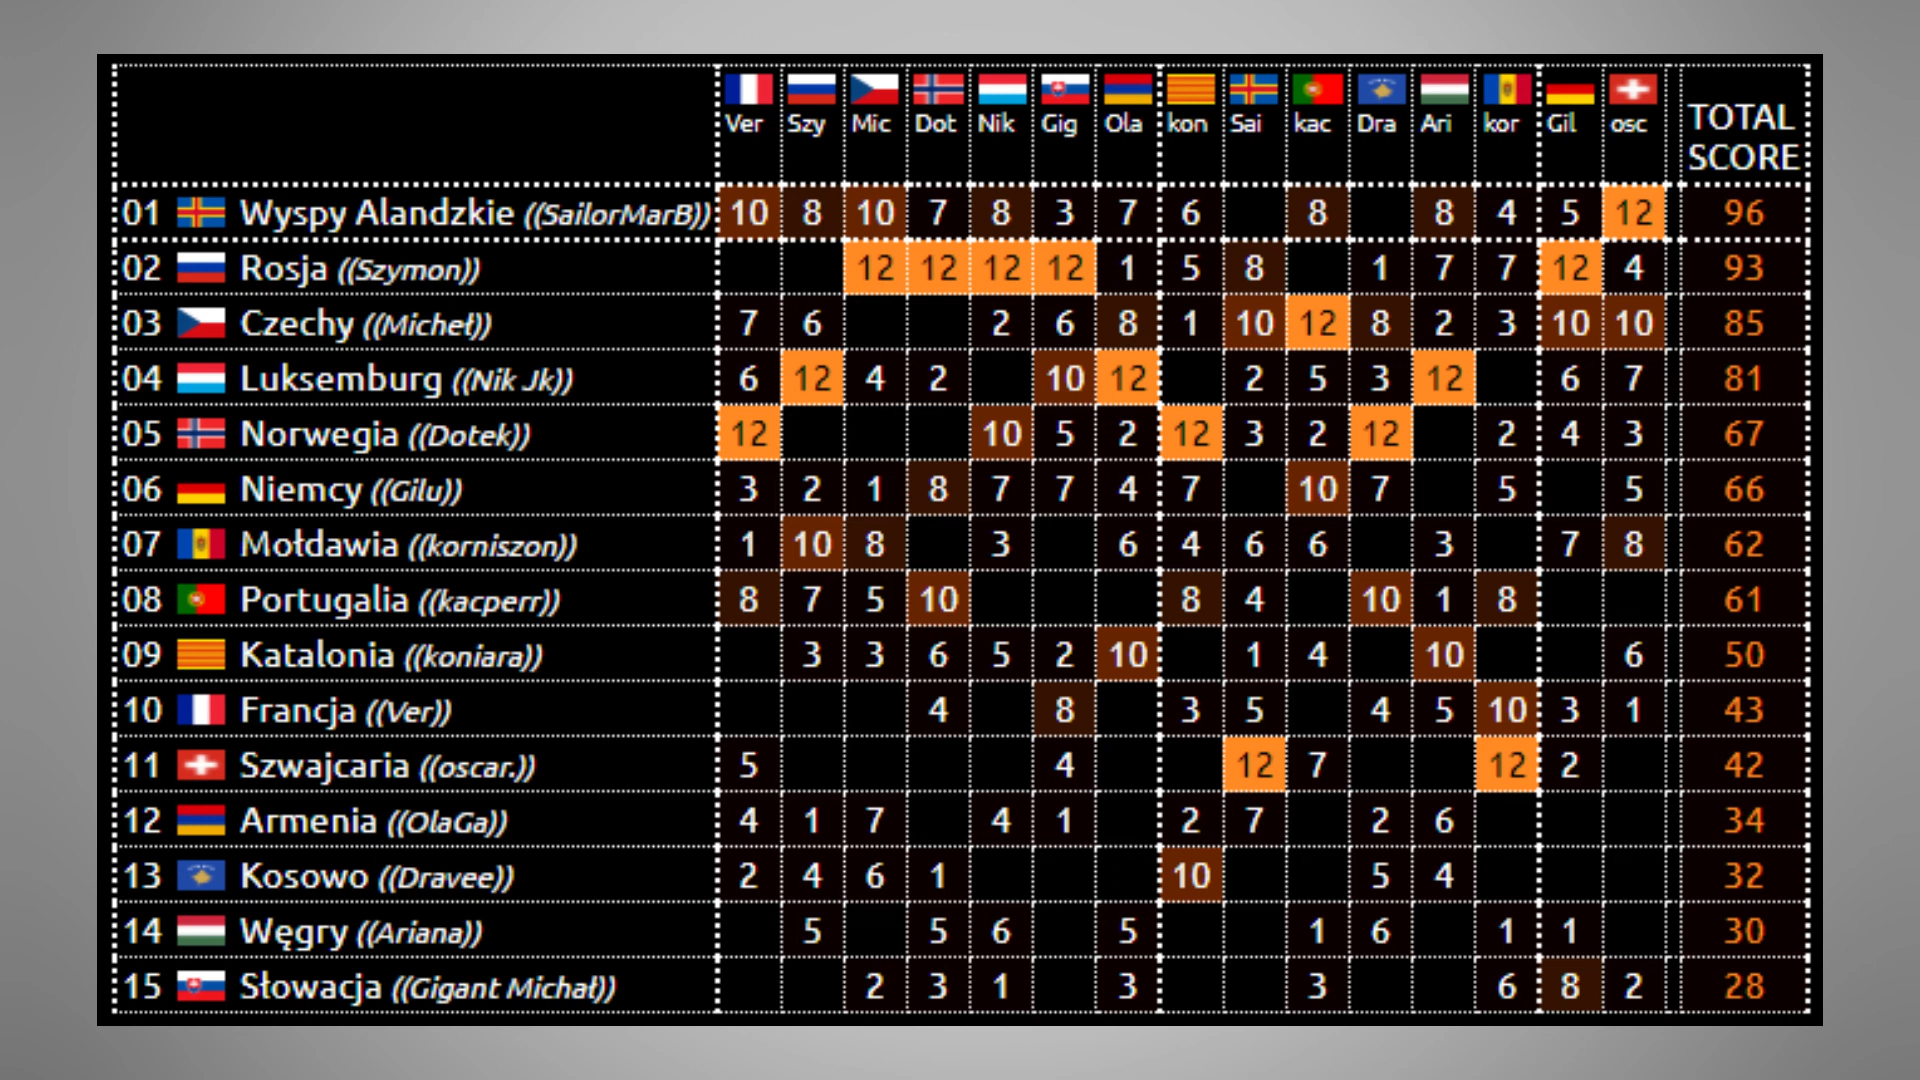 Ver Szy Mic Dot Nik Gig Ola kon Sai kac Dra Ari kor Gil osc TOTAL SCORE
01 Wyspy Alandzkie ((SailorMarB)) 10 8 10 7 8 3 7 6 8 8 4 5 12 96
02 Rosja ((Szymon)) 12 12 12 12 1 5 8 1 7 7 12 4 93
03 Czechy ((Micheł)) 7 6 2 6 8 1 10 12 8 2 3 10 10 85
04 Luksemburg ((Nik Jk)) 6 12 4 2 10 12 2 5 3 12 6 7 81
05 Norwegia ((Dotek)) 12 10 5 2 12 3 2 12 2 4 3 67
06 Niemcy ((Gilu)) 3 2 1 8 7 7 4 7 10 7 5 5 66
07 Mołdawia ((korniszon)) 1 10 8 3 6 4 6 6 3 7 8 62
08 Portugalia ((kacperr)) 8 7 5 10 8 4 10 1 8 61
09 Katalonia ((koniara)) 3 3 6 5 2 10 1 4 10 6 50
10 Francja ((Ver)) 4 8 3 5 4 5 10 3 1 43
11 Szwajcaria ((oscar.)) 5 4 12 7 12 2 42
12 Armenia ((OlaGa)) 4 1 7 4 1 2 7 2 6 34
13 Kosowo ((Dravee)) 2 4 6 1 10 5 4 32
14 Węgry ((Ariana)) 5 5 6 5 1 6 1 1 30
15 Słowacja ((Gigant Michał)) 2 3 1 3 3 6 8 2 28